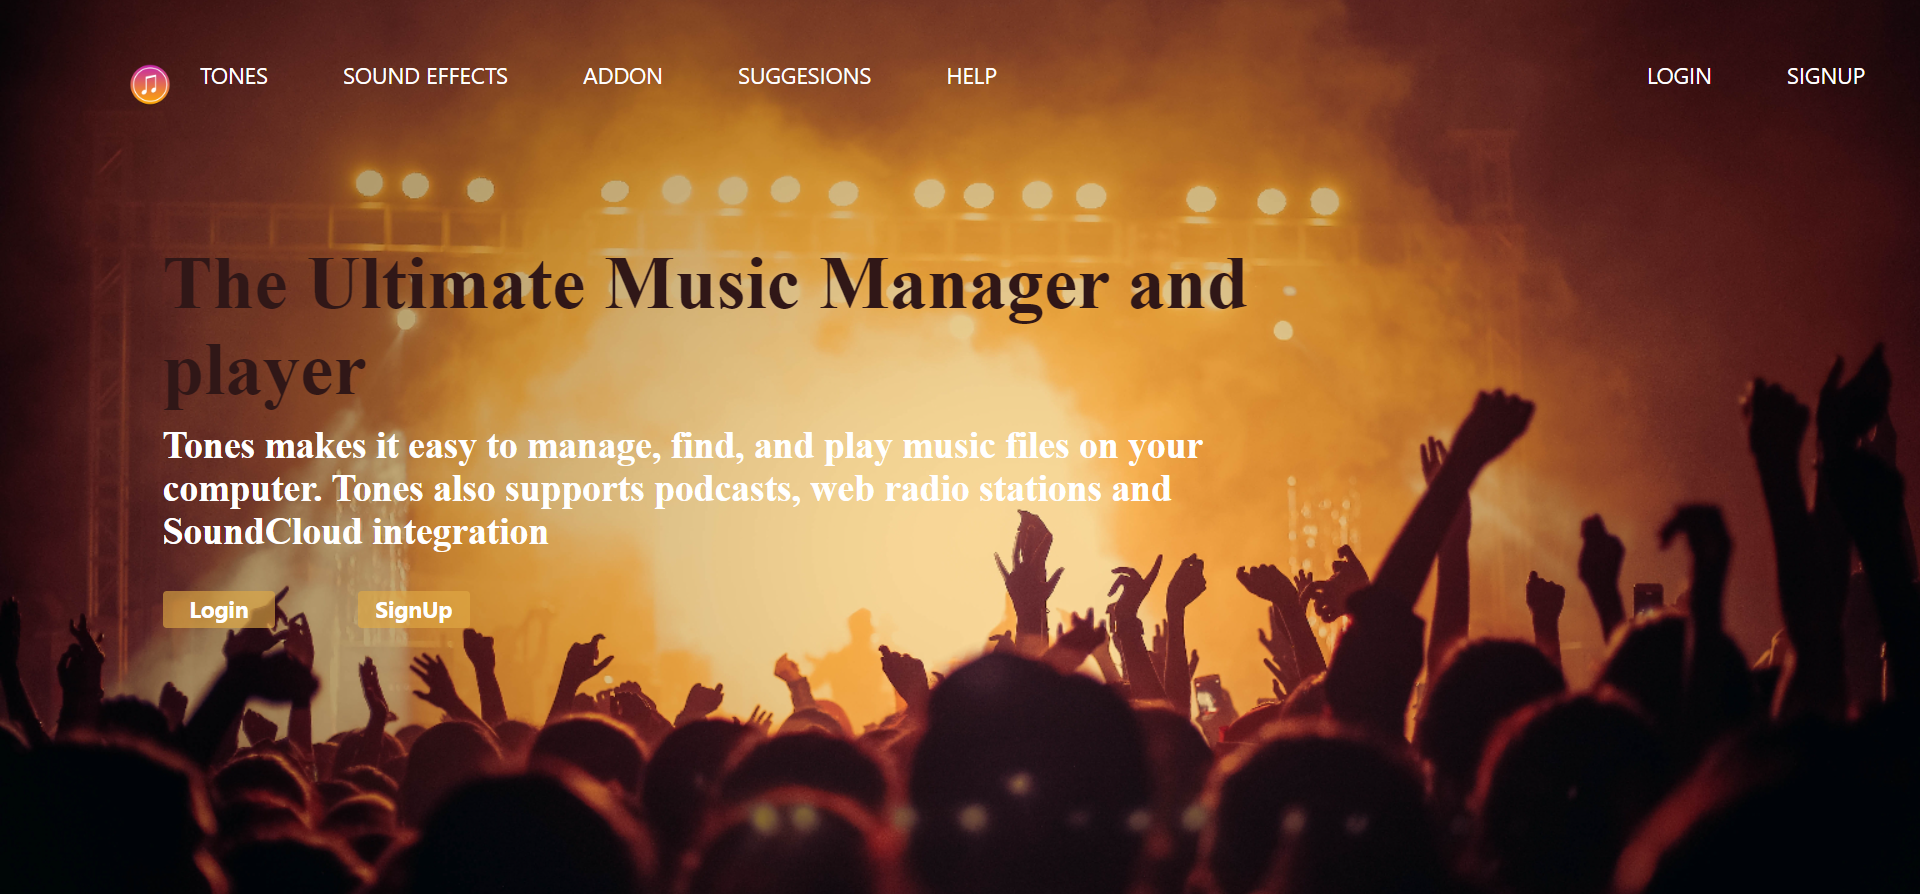 TONES SOUND EFFECTS ADDON SUGGESIONS HELP LOGIN SIGNUP
The Ultimate Music Manager and
player
Tones makes it easy to manage, find, and play music files on your
computer. Tones also supports podcasts, web radio stations and
SoundCloud integration
Login SignUp